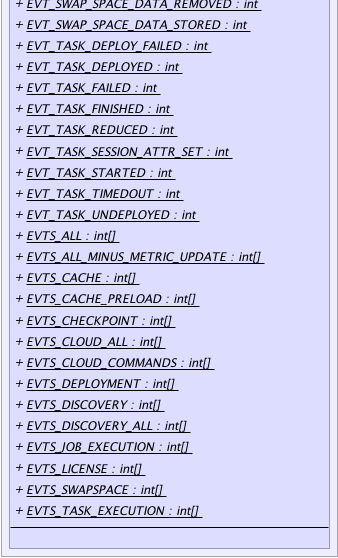 + EVT_SWAP_SPACE_DATA_REMOVED : int
+ EVT_SWAP_SPACE_DATA_STORED : int
+ EVT_TASK_DEPLOY_FAILED : int
+ EVT_TASK_DEPLOYED : int
+ EVT_TASK_FAILED : int
+ EVT_TASK_FINISHED : int
+ EVT_TASK_REDUCED : int
+ EVT_TASK_SESSION_ATTR_SET : int
+ EVT_TASK_STARTED : int
+ EVT_TASK_TIMEDOUT : int
+ EVT_TASK_UNDEPLOYED : int
+ EVTS_ALL : int[]
+ EVTS_ALL_MINUS_METRIC_UPDATE : int[]
+ EVTS_CACHE : int[]
+ EVTS_CACHE_PRELOAD : int[]
+ EVTS_CHECKPOINT : int[]
+ EVTS_CLOUD_ALL : int[]
+ EVTS_CLOUD_COMMANDS : int[]
+ EVTS_DEPLOYMENT : int[]
+ EVTS_DISCOVERY : int[]
+ EVTS_DISCOVERY_ALL : int[]
+ EVTS_JOB_EXECUTION : int[]
+ EVTS_LICENSE : int[]
+ EVTS_SWAPSPACE : int[]
+ EVTS_TASK_EXECUTION : int[]